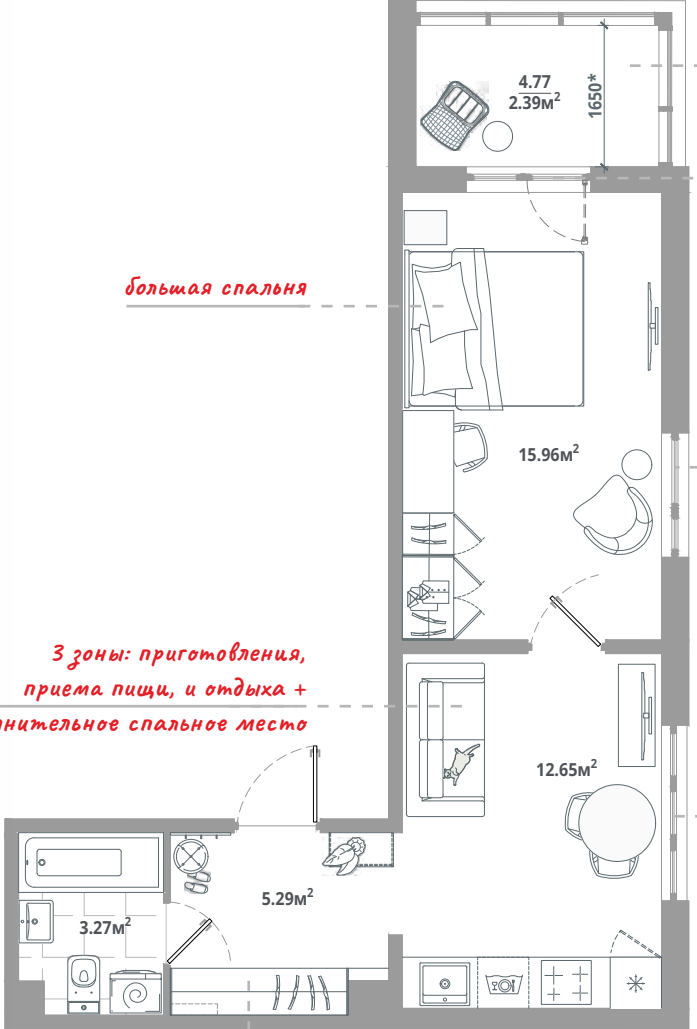 4.77
2.39м²
1650*
большая спальня
15.96м²
3 зоны: приготовления,
приема пищи, и отдыха +
спальное место
12.65м²
5.29м²
3.27м²